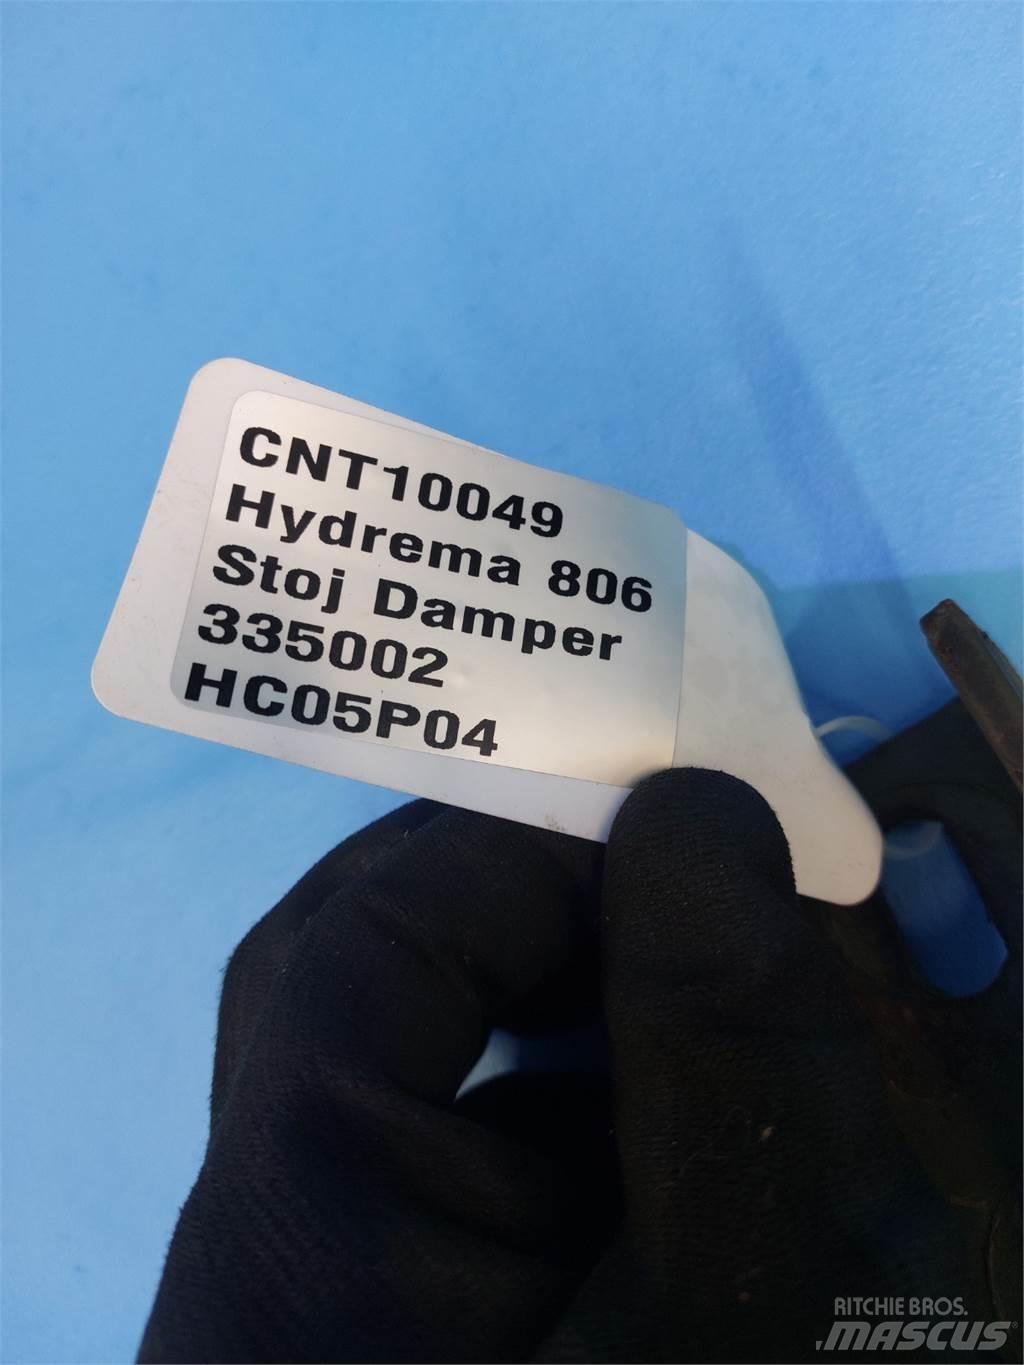 CNT10049
Hydrema 806
Stoj Damper
335002
HC05P04
RITCHIE BROS.
MASCUS